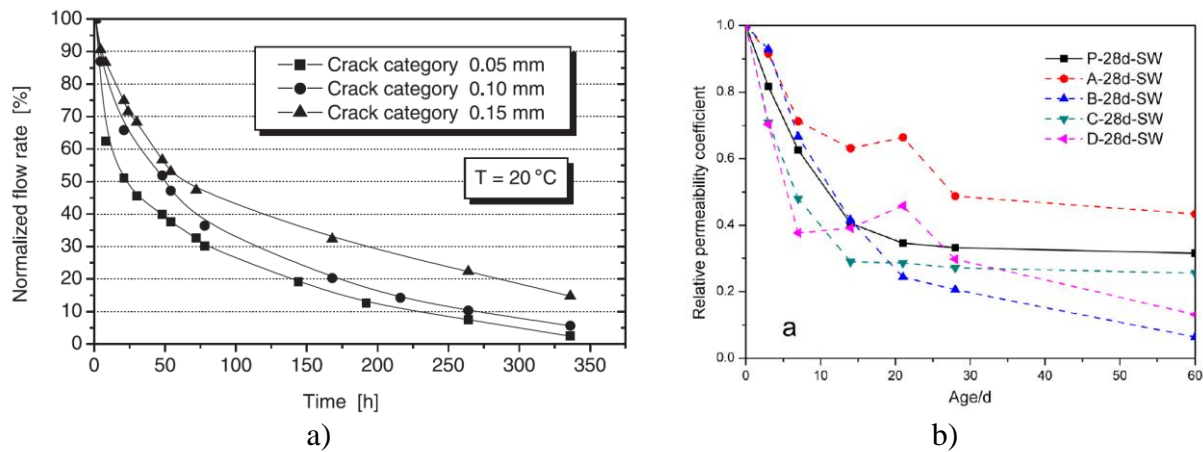 100
90
80
70
60
50
40
30
20
10
0
Normalized flow rate [%]
Crack category 0.05 mm
Crack category 0.10 mm
Crack category 0.15 mm
T = 20 °C
0 50 100 150 200 250 300 350
Time [h]
a)
1.0
0.8
0.6
0.4
0.2
0.0
Relative permeability coefficient
P-28d-SW
A-28d-SW
B-28d-SW
C-28d-SW
D-28d-SW
a
0 10 20 30 40 50 60
Age/d
b)